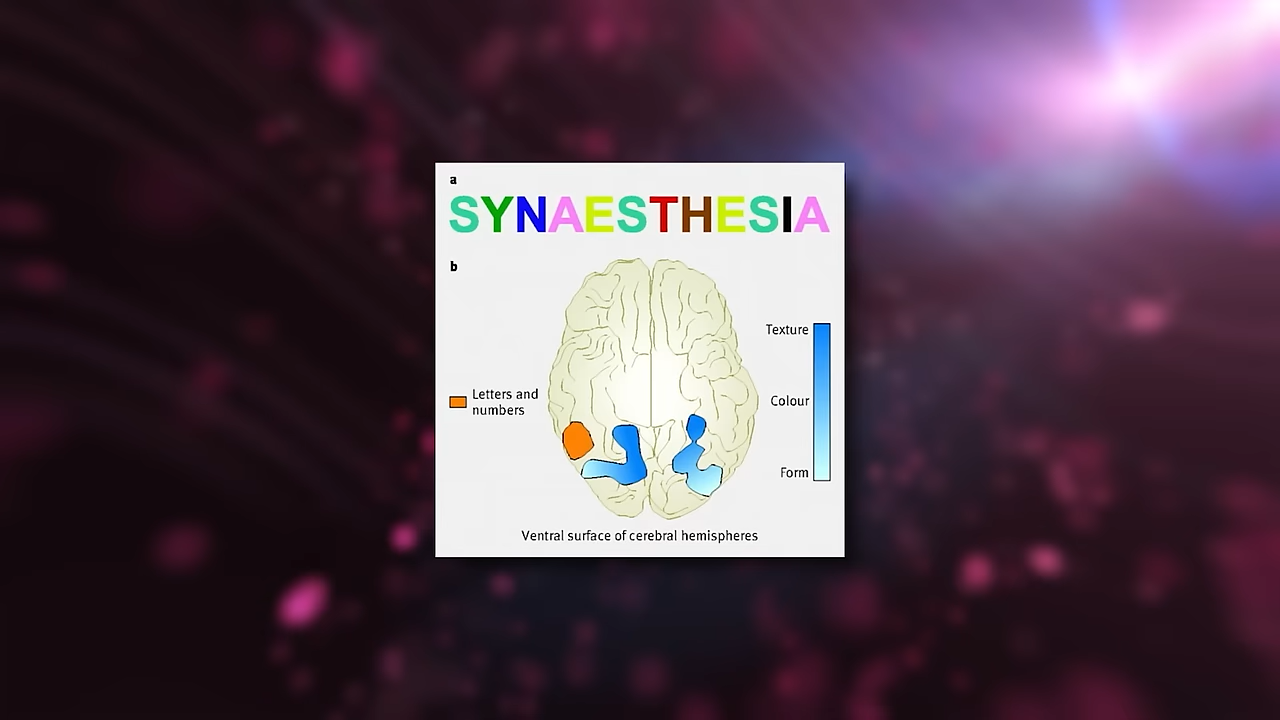 a
SYNAESTHESIA
b
Texture
Letters and
numbers
Colour
Form
Ventral surface of cerebral hemispheres